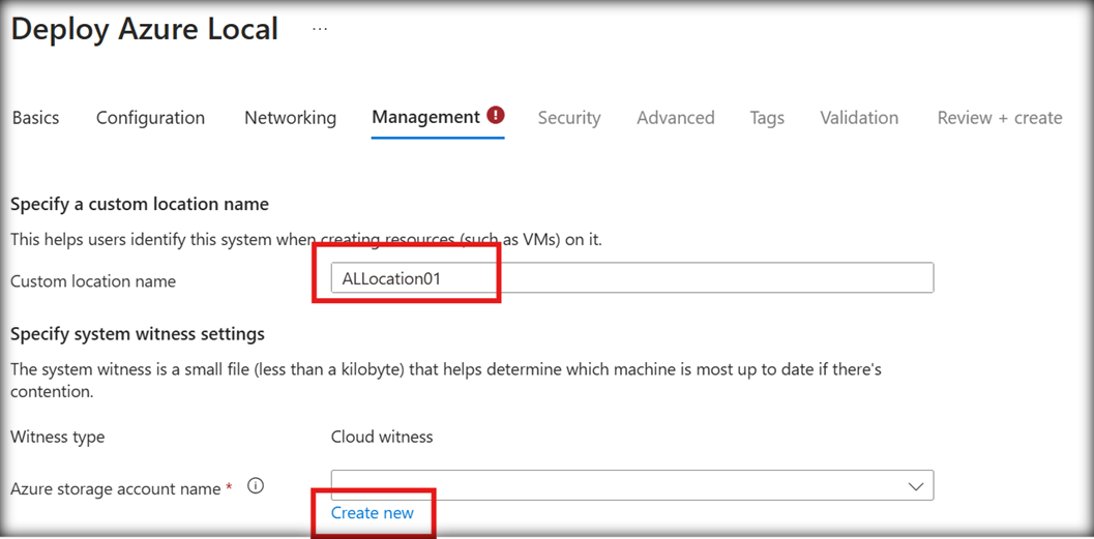 Deploy Azure Local ...
Basics Configuration Networking Management ! Security Advanced Tags Validation Review + create
Specify a custom location name
This helps users identify this system when creating resources (such as VMs) on it.
Custom location name ALLocation01
Specify system witness settings
The system witness is a small file (less than a kilobyte) that helps determine which machine is most up to date if there's
contention.
Witness type Cloud witness
Azure storage account name *
Create new